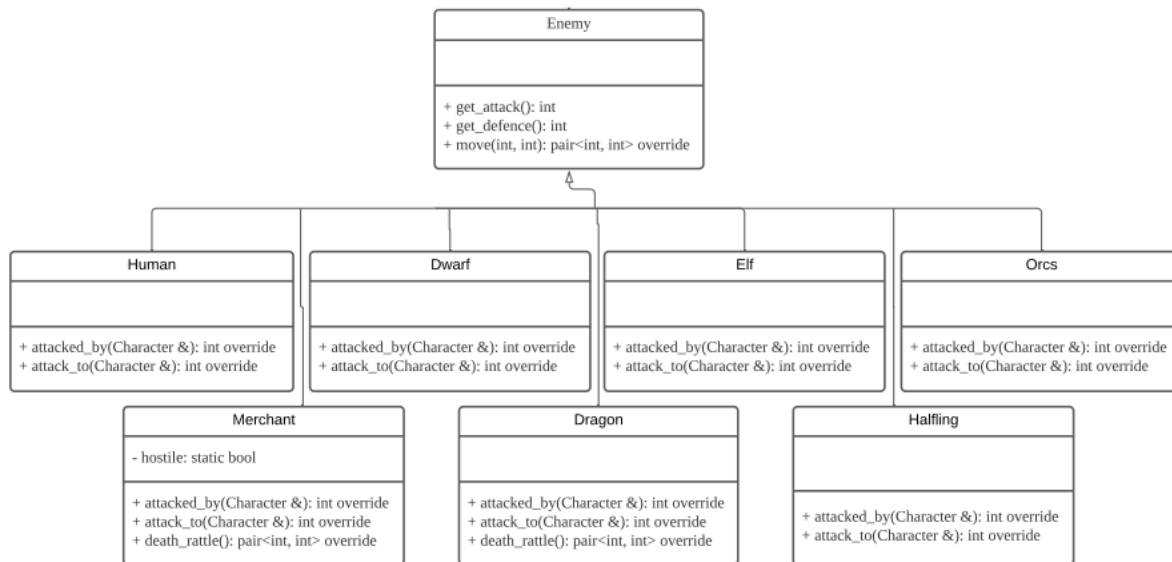 Enemy
+ get_attack(): int
+ get_defence(): int
+ move(int, int): pair<int, int> override
Human
+ attacked_by(Character &): int override
+ attack_to(Character &): int override
Dwarf
+ attacked_by(Character &): int override
+ attack_to(Character &): int override
Elf
+ attacked_by(Character &): int override
+ attack_to(Character &): int override
Orcs
+ attacked_by(Character &): int override
+ attack_to(Character &): int override
Merchant
- hostile: static bool
+ attacked_by(Character &): int override
+ attack_to(Character &): int override
+ death_rattle(): pair<int, int> override
Dragon
+ attacked_by(Character &): int override
+ attack_to(Character &): int override
+ death_rattle(): pair<int, int> override
Halfling
+ attacked_by(Character &): int override
+ attack_to(Character &): int override